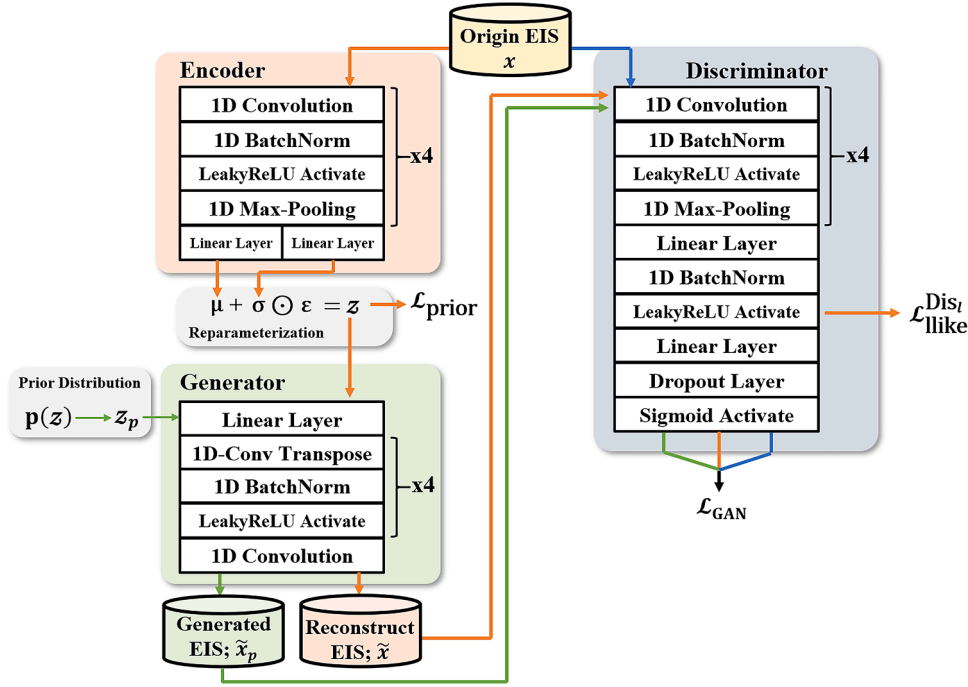 Origin EIS
x
Encoder
1D Convolution
1D BatchNorm
LeakyReLU Activate
1D Max-Pooling
x4
Linear Layer
Linear Layer
μ + σ ⊙ ε = z
Reparameterization
ℒprior
Prior Distribution
p(z)
zp
Generator
Linear Layer
1D-Conv Transpose
1D BatchNorm
LeakyReLU Activate
x4
1D Convolution
Generated
EIS; x̃p
Reconstruct
EIS; x̃
Discriminator
1D Convolution
1D BatchNorm
LeakyReLU Activate
1D Max-Pooling
x4
Linear Layer
1D BatchNorm
LeakyReLU Activate
Linear Layer
Dropout Layer
Sigmoid Activate
ℒDisl
llike
ℒGAN